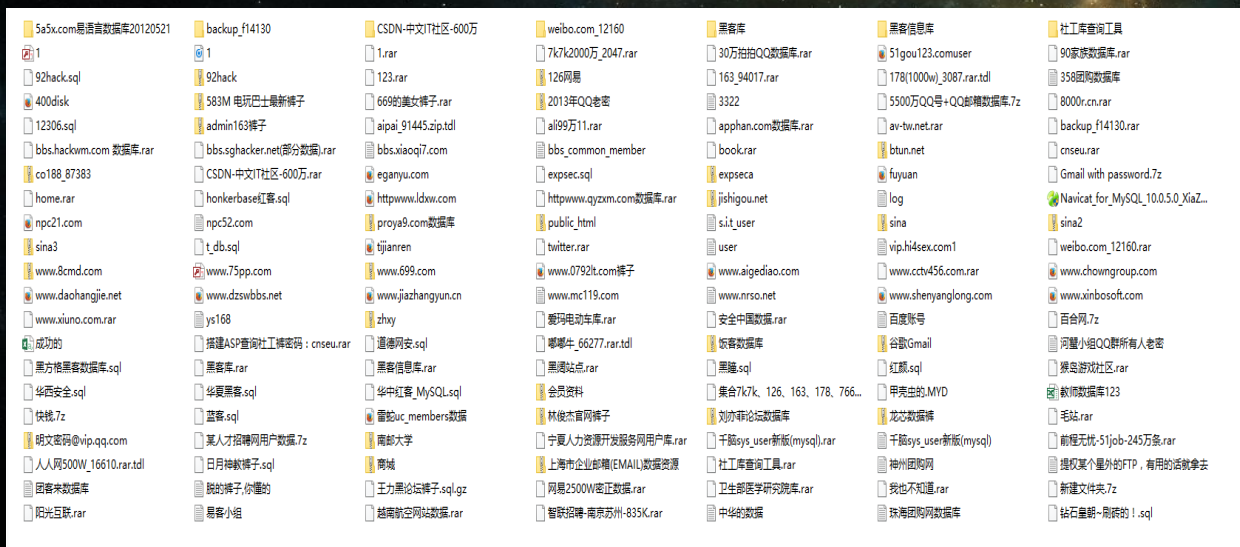 5a5x.com易语言数据库20120521 backup_f14130 CSDN-中文IT社区-600万 weibo.com_12160 黑客库 黑客信息库 社工库查询工具
1 1 1.rar 7k7k2000万_2047.rar 30万拍拍QQ数据库.rar 51gou123.comuser 90家族数据库.rar
92hack.sql 92hack 123.rar 126网易 163_94017.rar 178(1000w)_3087.rar.tdl 358团购数据库
400disk 583M 电玩巴士最新裤子 669的美女裤子.rar 2013年QQ老密 3322 5500万QQ号+QQ邮箱数据库.7z 8000r.cn.rar
12306.sql admin163裤子 aipai_91445.zip.tdl ali99万11.rar apphan.com数据库.rar av-tw.net.rar backup_f14130.rar
bbs.hackwm.com 数据库.rar bbs.sghacker.net(部分数据).rar bbs.xiaoqi7.com bbs_common_member book.rar btun.net cnseu.rar
co188_87383 CSDN-中文IT社区-600万.rar eganyu.com expsec.sql expseca fuyuan Gmail with password.7z
home.rar honkerbase红客.sql httpwww.ldxw.com httpwww.qyzxm.com数据库.rar jishigou.net log Navicat_for_MySQL_10.0.5.0_XiaZ...
npc21.com npc52.com proya9.com数据库 public_html s.i.t_user sina sina2
sina3 t_db.sql tijianren twitter.rar user vip.hi4sex.com1 weibo.com_12160.rar
www.8cmd.com www.75pp.com www.699.com www.0792lt.com裤子 www.aigediao.com www.cctv456.com.rar www.chowngroup.com
www.daohangjie.net www.dzswbbs.net www.jiazhangyun.cn www.mc119.com www.nrso.net www.shenyanglong.com www.xinbosoft.com
www.xiuno.com.rar ys168 zhxy 爱玛电动车库.rar 安全中国数据.rar 百度账号 百合网.7z
成功的 搭建ASP查询社工裤密码：cnseu.rar 道德网安.sql 嘟嘟牛_66277.rar.tdl 饭客数据库 谷歌Gmail 河蟹小组QQ群所有人老密
黑方格黑客数据库.sql 黑客库.rar 黑客信息库.rar 黑阔站点.rar 黑瞳.sql 红颜.sql 猴岛游戏社区.rar
华西安全.sql 华夏黑客.sql 华中红客_MySQL.sql 会员资料 集合7k7k、126、163、178、766... 甲壳虫的.MYD 教师数据库123
快钱.7z 蓝客.sql 雷蛇uc_members数据 林俊杰官网裤子 刘亦菲论坛数据库 龙芯数据裤 毛站.rar
明文密码@vip.qq.com 某人才招聘网用户数据.7z 南邮大学 宁夏人力资源开发服务网用户库.rar 千脑sys_user新版(mysql).rar 千脑sys_user新版(mysql) 前程无忧-51job-245万条.rar
人人网500W_16610.rar.tdl 日月神教裤子.sql 商城 上海市企业邮箱(EMAIL)数据资源 社工库查询工具.rar 神州团购网 提权某个星外的FTP，有用的话就拿去
团客来数据库 脱的裤子,你懂的 王力黑论坛裤子.sql.gz 网易2500W密正数据.rar 卫生部医学研究院库.rar 我也不知道.rar 新建文件夹.7z
阳光互联.rar 易客小组 越南航空网站数据.rar 智联招聘-南京苏州-835K.rar 中华的数据 珠海团购网数据库 钻石皇朝~刷砖的！.sql